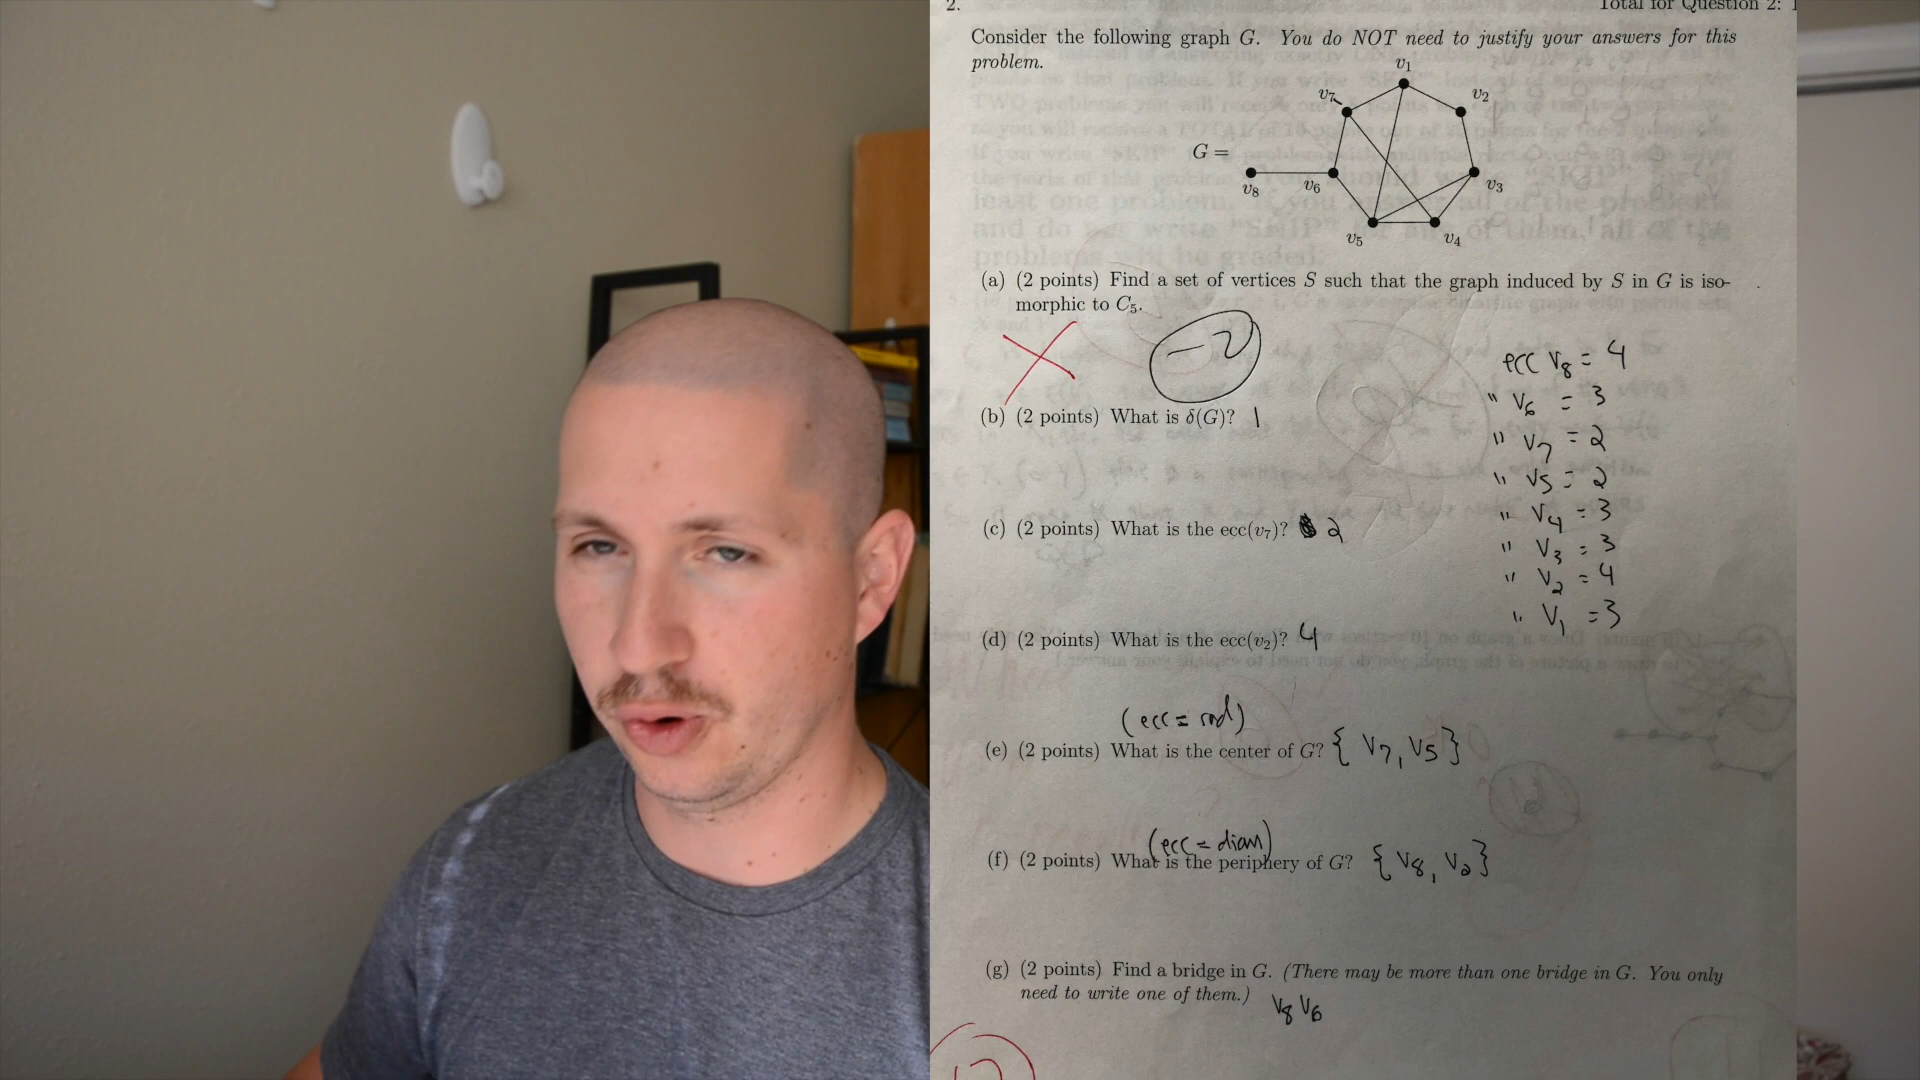 2.
Total for Question 2: 1
Consider the following graph G. You do NOT need to justify your answers for this
problem.
v1
v7
v2
G =
v8
v6
v3
v5
v4
(a) (2 points) Find a set of vertices S such that the graph induced by S in G is iso-
morphic to C5.
-2
ecc v8 = 4
" v6 = 3
" v7 = 2
" v5 = 2
" v4 = 3
" v3 = 3
" v2 = 4
" v1 = 3
(b) (2 points) What is δ(G)? 1
(c) (2 points) What is the ecc(v7)? 2
(d) (2 points) What is the ecc(v2)? 4
(ecc = rad)
(e) (2 points) What is the center of G? { v7, v5 }
(ecc = diam)
(f) (2 points) What is the periphery of G? { v8, v2 }
(g) (2 points) Find a bridge in G. (There may be more than one bridge in G. You only
need to write one of them.)
v8 v6